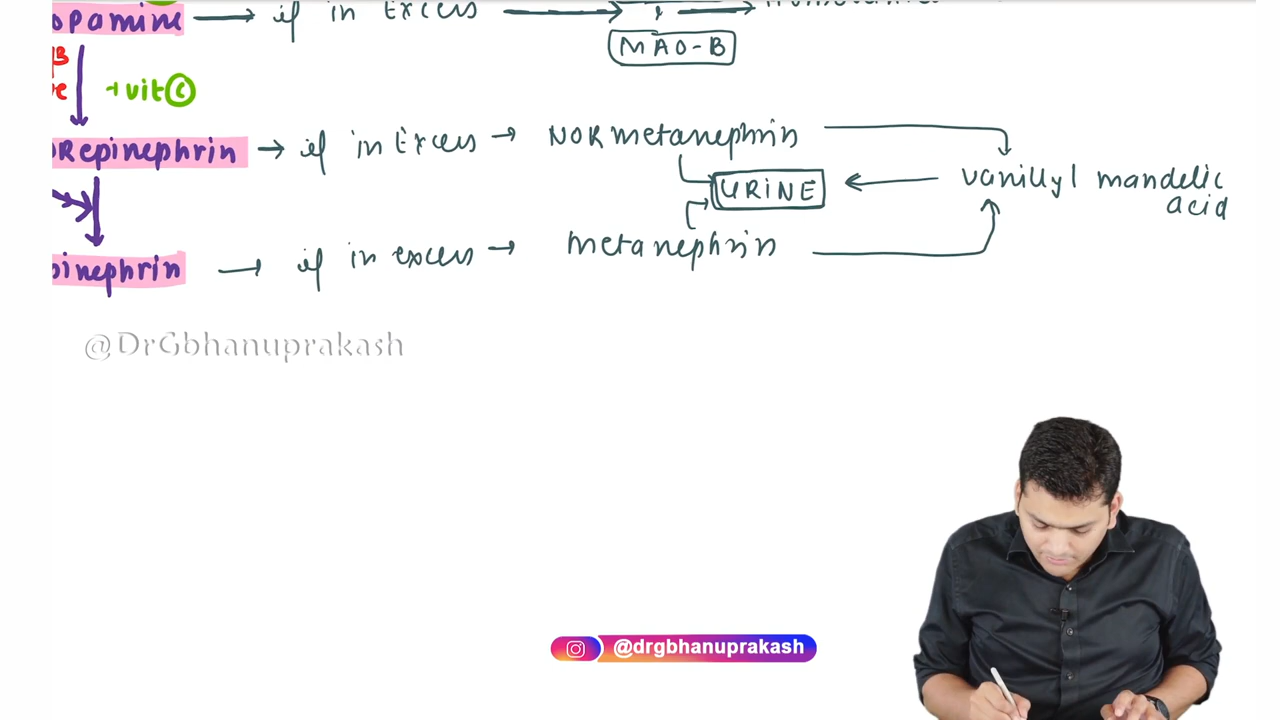 opamine → if in Excess
MAO-B
+ vit C
ORepinephrin → if in Excess → NORmetanephrin
URINE ← vanillyl mandelic
acid
pinephrin → if in excess → metanephrin
@DrGbhanuprakash
@drgbhanuprakash